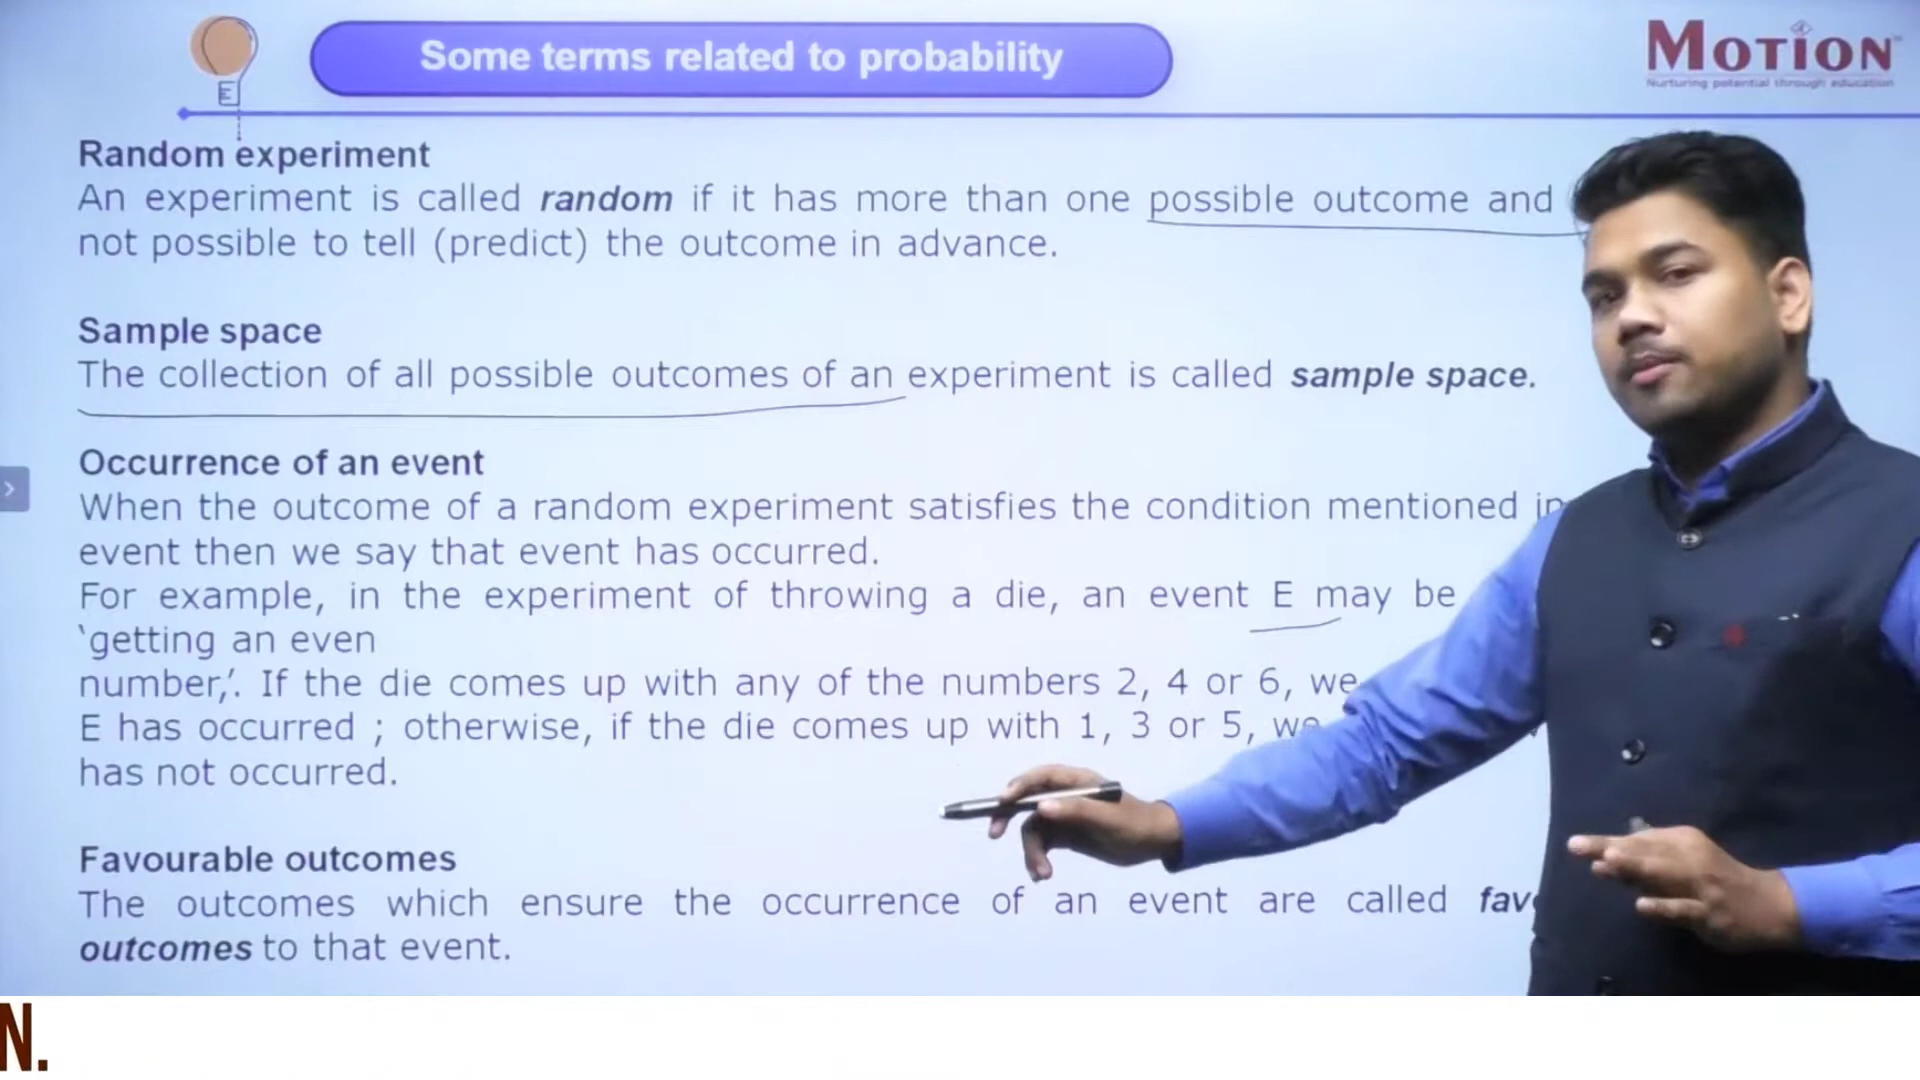 Some terms related to probability
MOTION
Nurturing potential through education
E
Random experiment
An experiment is called random if it has more than one possible outcome and
not possible to tell (predict) the outcome in advance.
Sample space
The collection of all possible outcomes of an experiment is called sample space.
Occurrence of an event
When the outcome of a random experiment satisfies the condition mentioned in
event then we say that event has occurred.
For example, in the experiment of throwing a die, an event E may be
‘getting an even
number,’. If the die comes up with any of the numbers 2, 4 or 6, we
E has occurred ; otherwise, if the die comes up with 1, 3 or 5, we
has not occurred.
Favourable outcomes
The outcomes which ensure the occurrence of an event are called
outcomes to that event.
N.